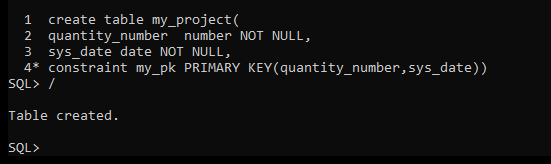 1  create table my_project(
2  quantity_number  number NOT NULL,
3  sys_date date NOT NULL,
4* constraint my_pk PRIMARY KEY(quantity_number,sys_date))
SQL> /
Table created.
SQL>